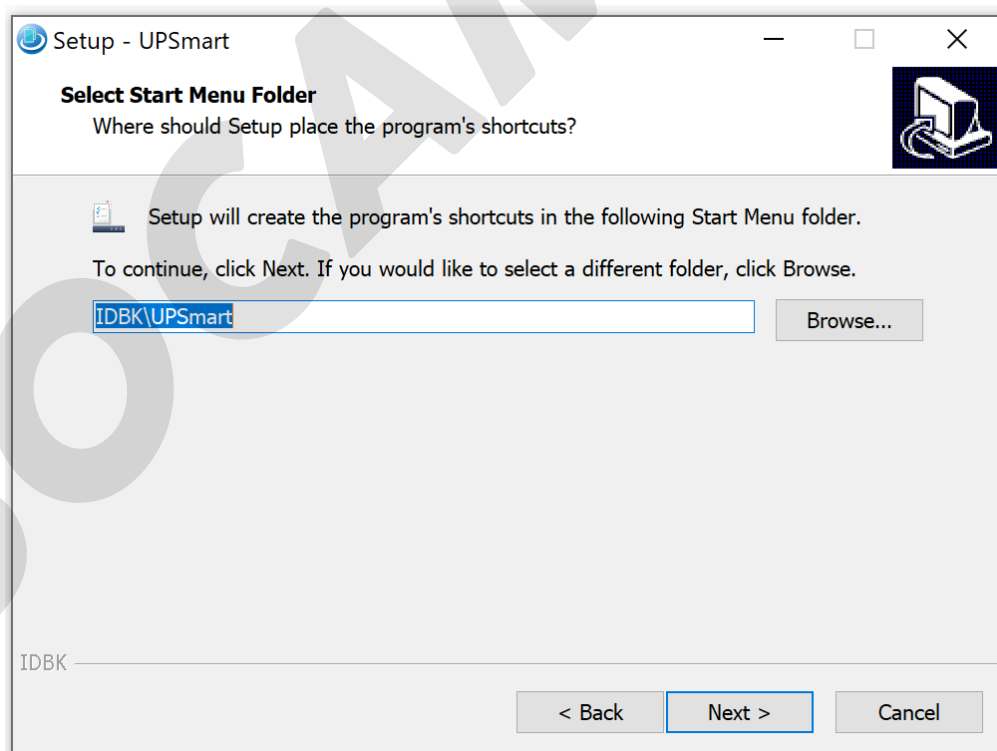 Setup - UPSmart
Select Start Menu Folder
Where should Setup place the program's shortcuts?
Setup will create the program's shortcuts in the following Start Menu folder.
To continue, click Next. If you would like to select a different folder, click Browse.
IDBK\UPSmart
Browse...
IDBK
< Back
Next >
Cancel